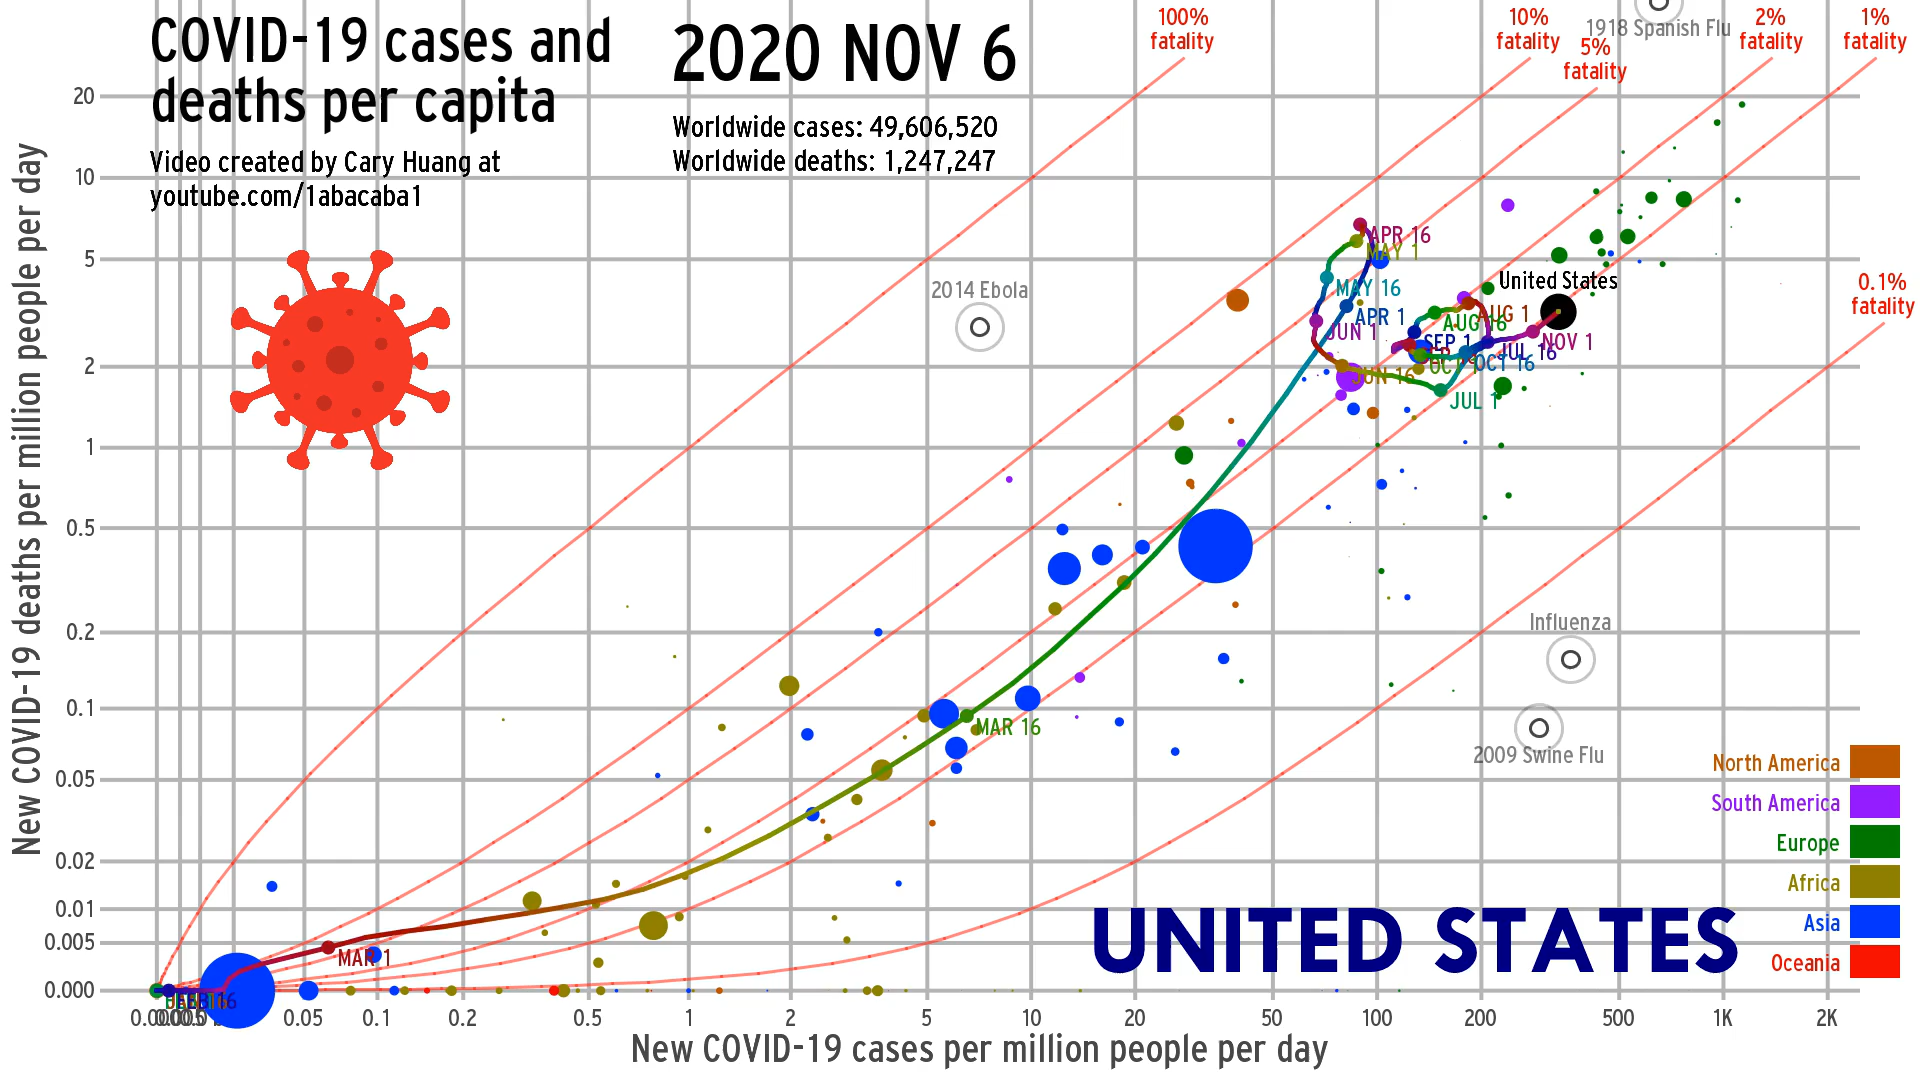 COVID-19 cases and
deaths per capita
Video created by Cary Huang at
youtube.com/1abacaba1
2020 NOV 6
Worldwide cases: 49,606,520
Worldwide deaths: 1,247,247
100%
fatality
10%
fatality
5%
fatality
1918 Spanish Flu
2%
fatality
1%
fatality
0.1%
fatality
New COVID-19 deaths per million people per day
20
10
5
2
1
0.5
0.2
0.1
0.05
0.02
0.01
0.005
0.000
2014 Ebola
APR 16
MAY 1
MAY 16
APR 1
JUN 1
JUN 16
United States
AUG 1
AUG 16
SEP 1
JUL 16
NOV 1
OCT 1
OCT 16
JUL 1
MAR 16
MAR 1
FEB 16
Influenza
2009 Swine Flu
North America
South America
Europe
Africa
Asia
Oceania
UNITED STATES
0.05
0.1
0.2
0.5
1
2
5
10
20
50
100
200
500
1K
2K
New COVID-19 cases per million people per day